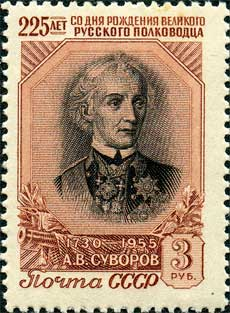 225 ЛЕТ СО ДНЯ РОЖДЕНИЯ ВЕЛИКОГО
РУССКОГО ПОЛКОВОДЦА
1730 1955
А.В.СУВОРОВ
3
РУБ.
Почта СССР